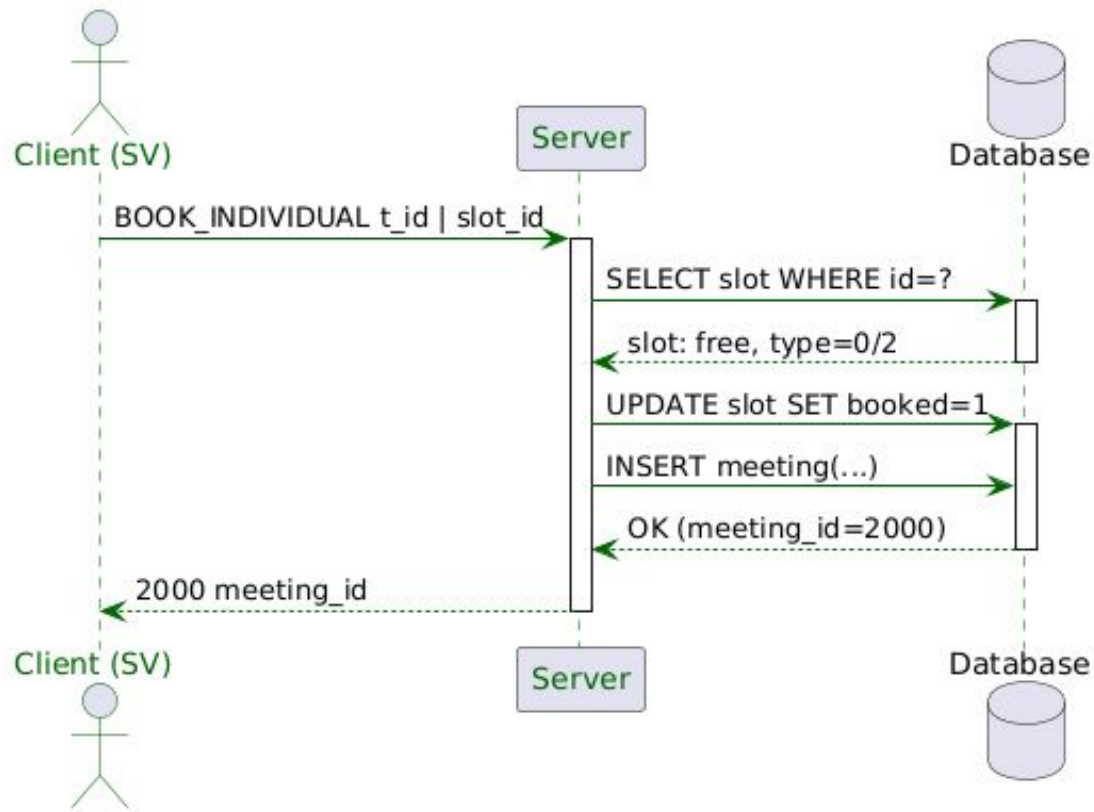 Client (SV)
Server
Database
BOOK_INDIVIDUAL t_id | slot_id
SELECT slot WHERE id=?
slot: free, type=0/2
UPDATE slot SET booked=1
INSERT meeting(...)
OK (meeting_id=2000)
2000 meeting_id
Client (SV)
Server
Database